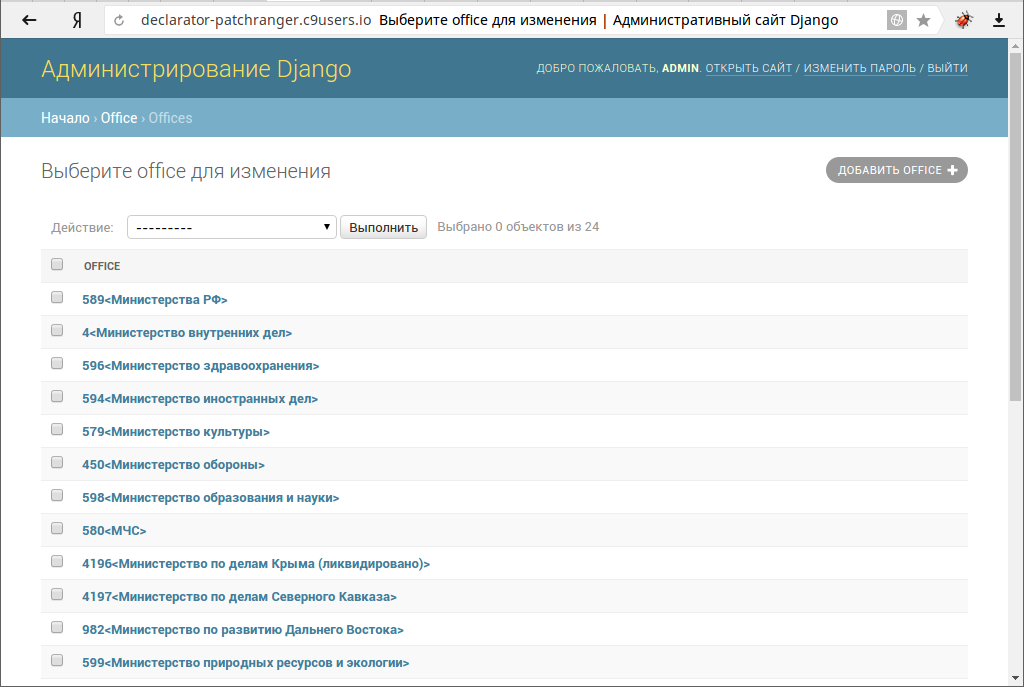 Я declarator-patchranger.c9users.io Выберите office для изменения | Административный сайт Django
Администрирование Django
ДОБРО ПОЖАЛОВАТЬ, ADMIN. ОТКРЫТЬ САЙТ / ИЗМЕНИТЬ ПАРОЛЬ / ВЫЙТИ
Начало › Office › Offices
Выберите office для изменения
ДОБАВИТЬ OFFICE +
Действие: --------- Выполнить Выбрано 0 объектов из 24
OFFICE
589<Министерства РФ>
4<Министерство внутренних дел>
596<Министерство здравоохранения>
594<Министерство иностранных дел>
579<Министерство культуры>
450<Министерство обороны>
598<Министерство образования и науки>
580<МЧС>
4196<Министерство по делам Крыма (ликвидировано)>
4197<Министерство по делам Северного Кавказа>
982<Министерство по развитию Дальнего Востока>
599<Министерство природных ресурсов и экологии>